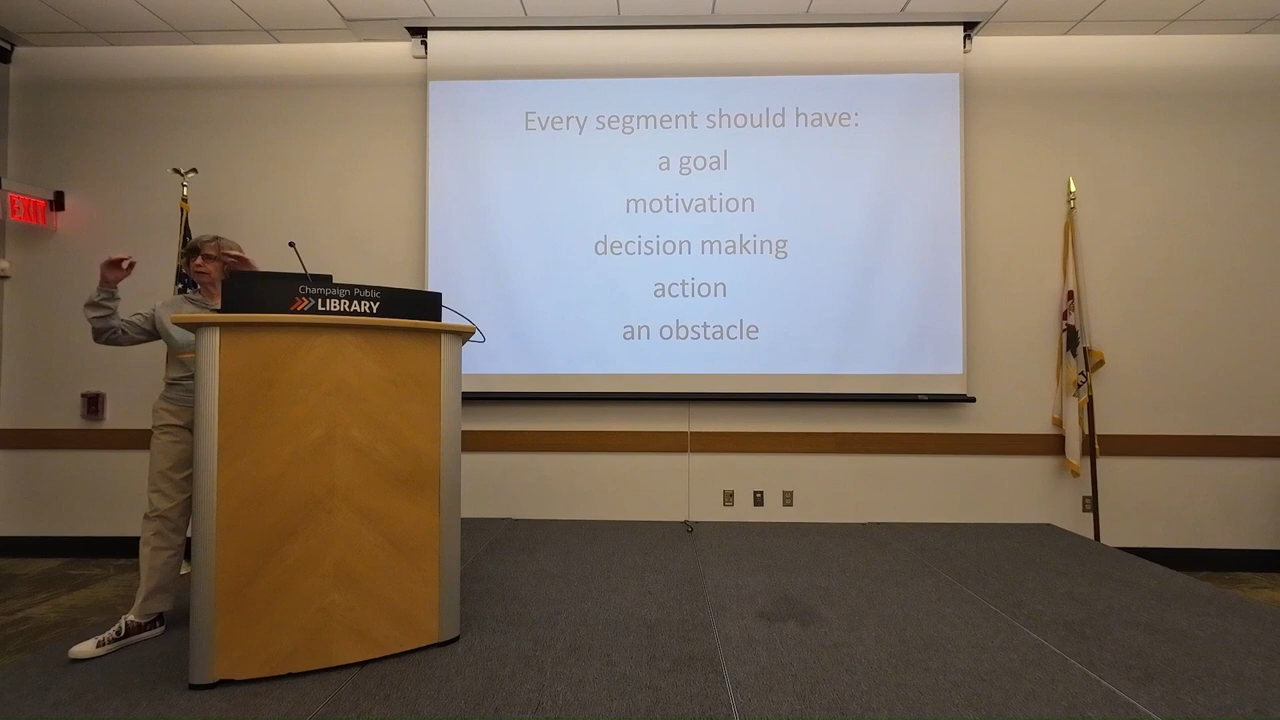 Every segment should have:
a goal
motivation
decision making
action
an obstacle
EXIT
Champaign Public
LIBRARY